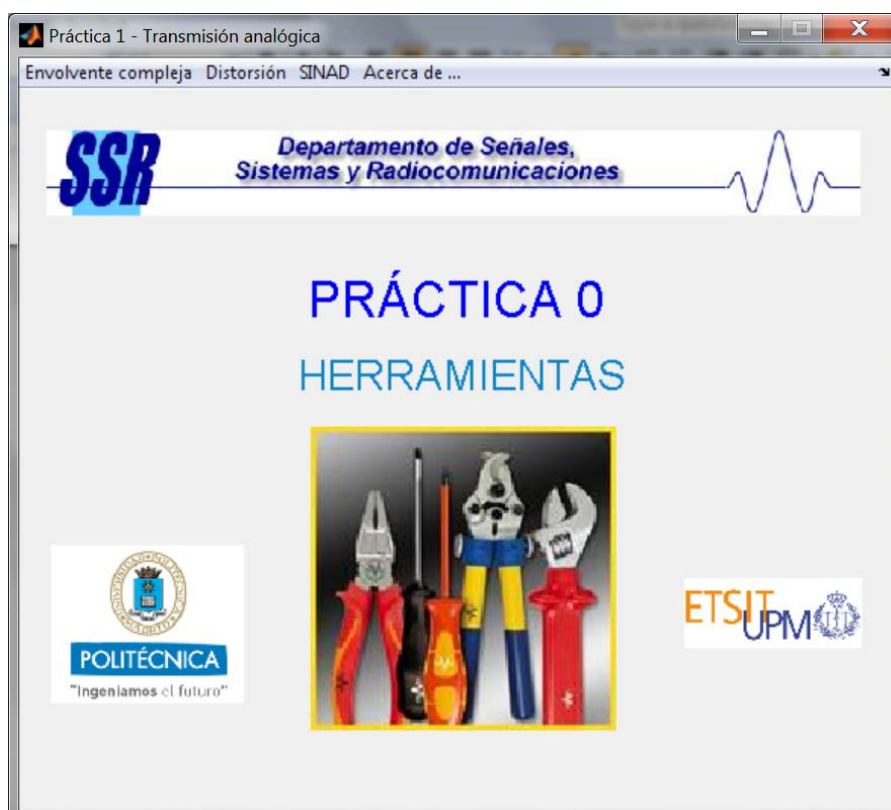 Práctica 1 - Transmisión analógica
Envolvente compleja Distorsión SINAD Acerca de ...
SSR
Departamento de Señales,
Sistemas y Radiocomunicaciones
PRÁCTICA 0
HERRAMIENTAS
POLITÉCNICA
"Ingeniamos el futuro"
ETSIT
UPM